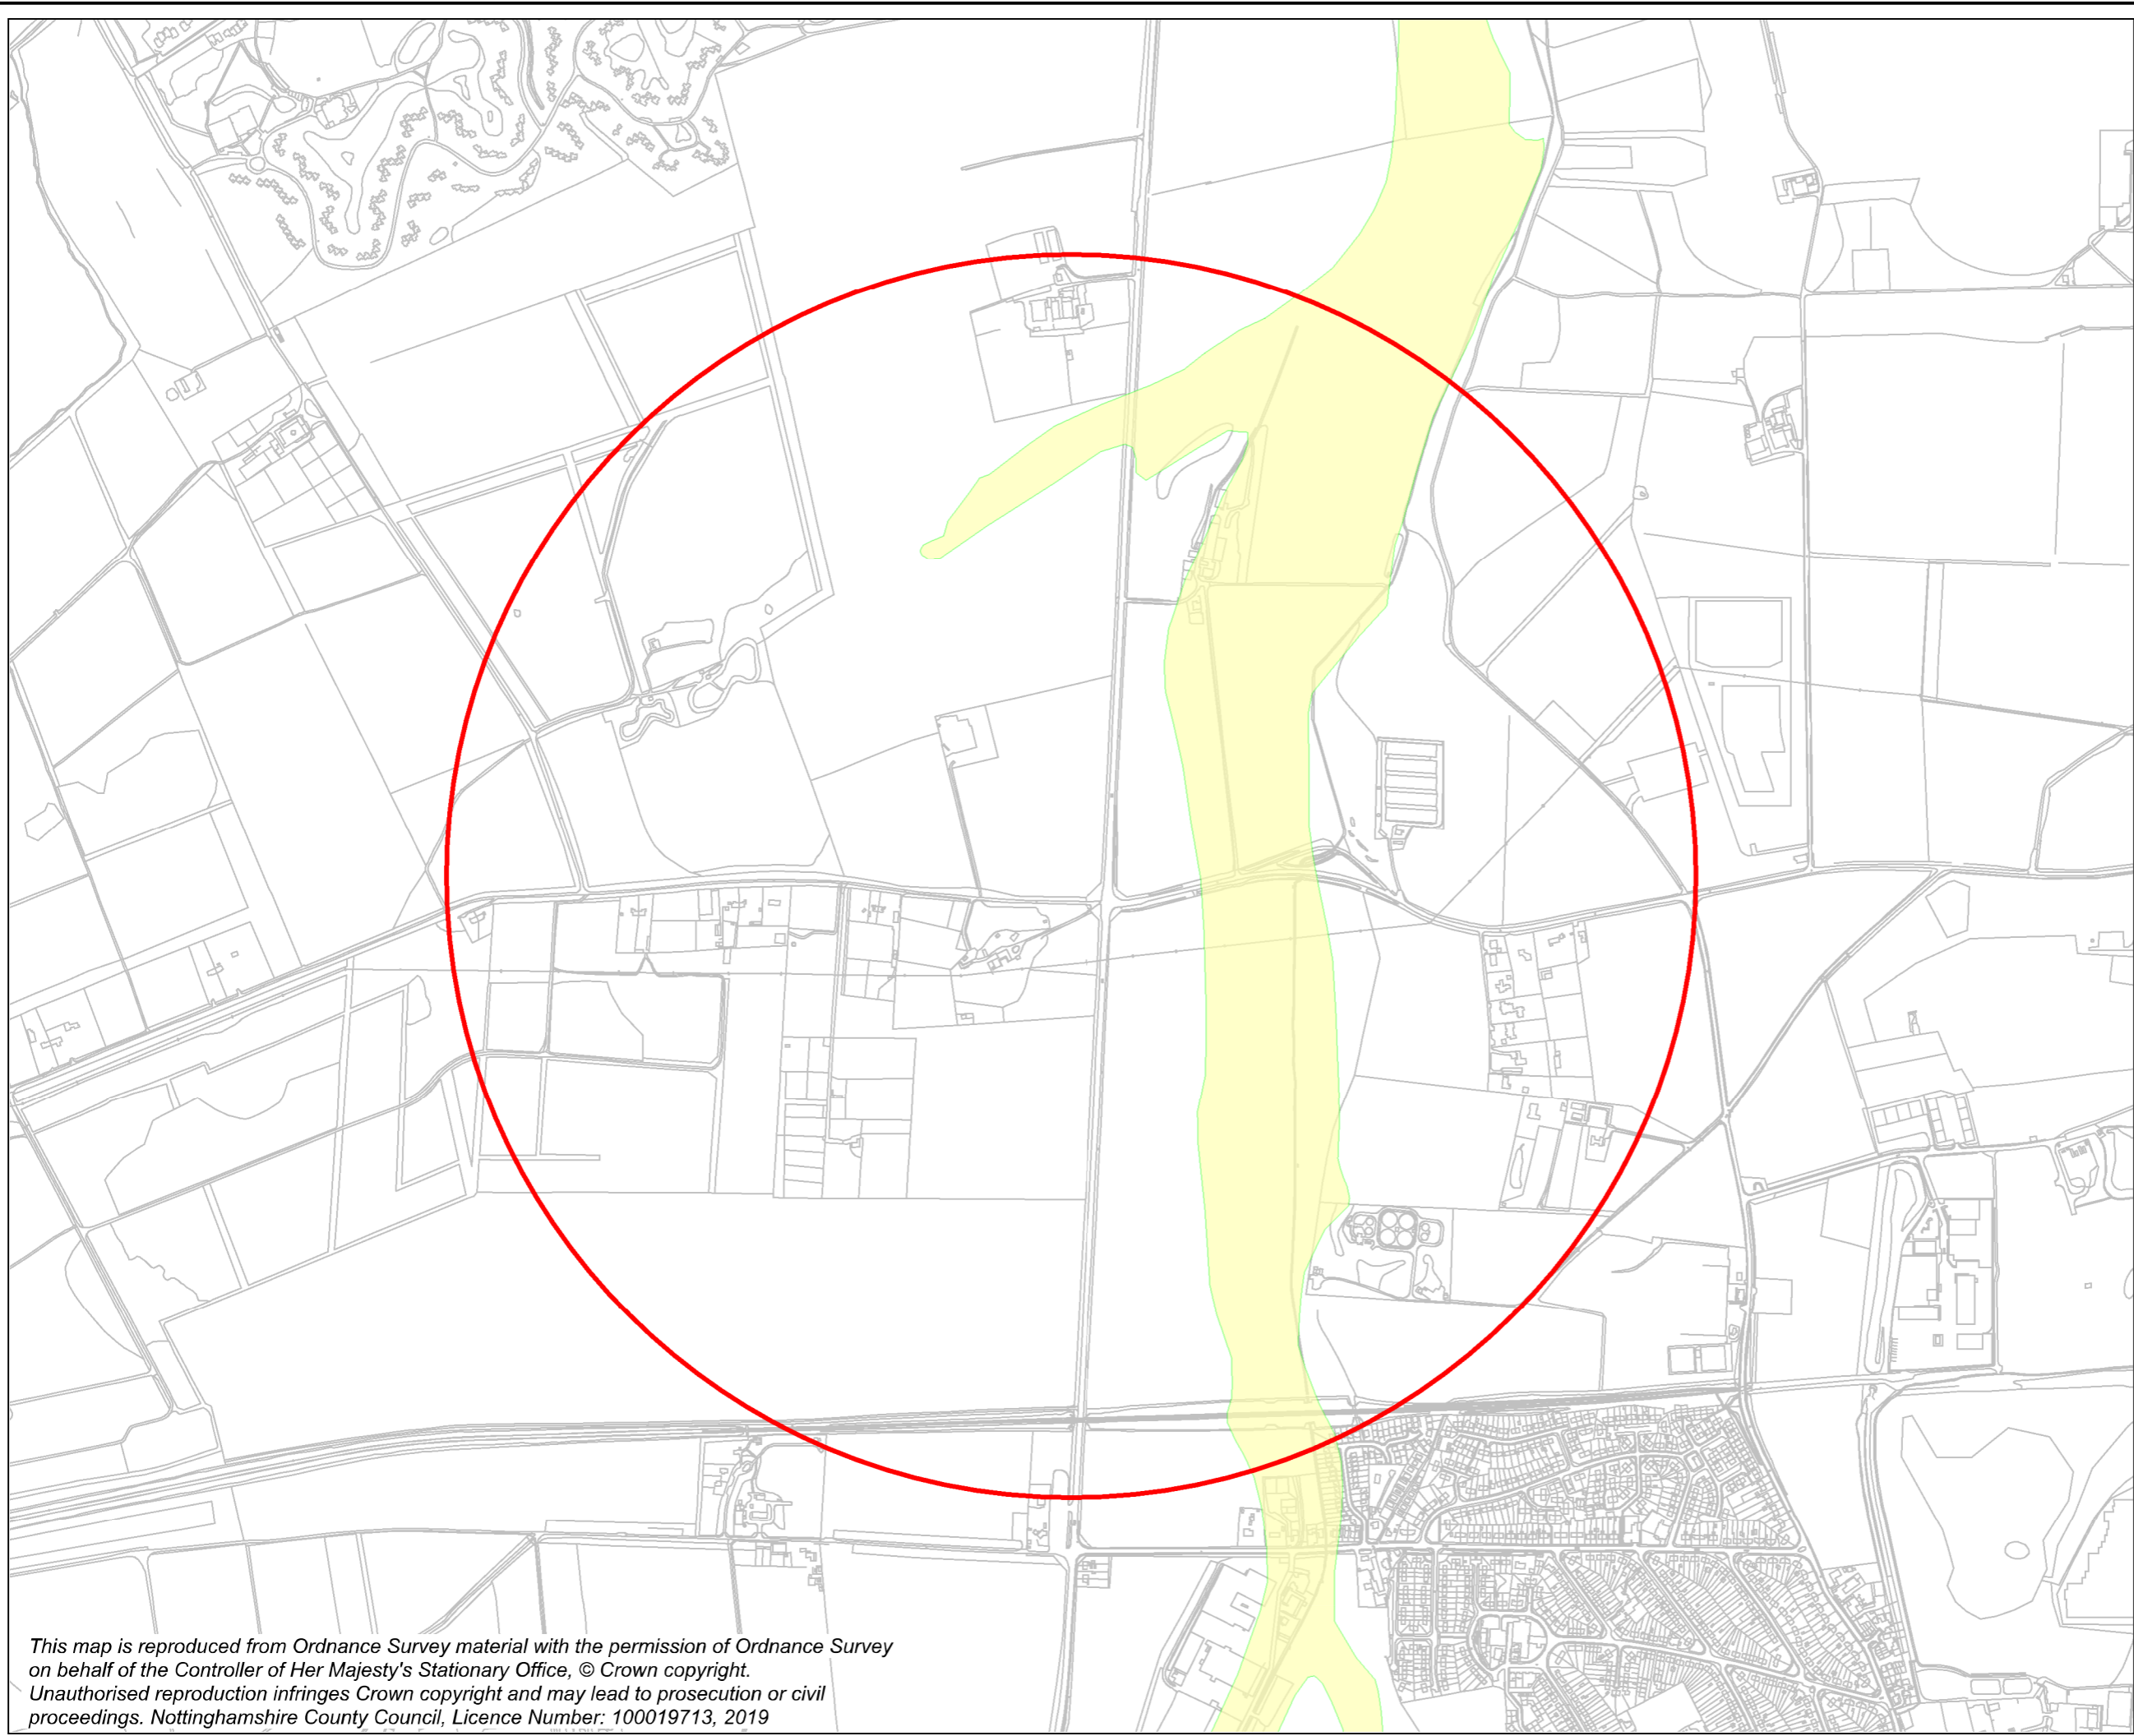 This map is reproduced from Ordnance Survey material with the permission of Ordnance Survey
on behalf of the Controller of Her Majesty's Stationary Office, © Crown copyright.
Unauthorised reproduction infringes Crown copyright and may lead to prosecution or civil
proceedings. Nottinghamshire County Council, Licence Number: 100019713, 2019